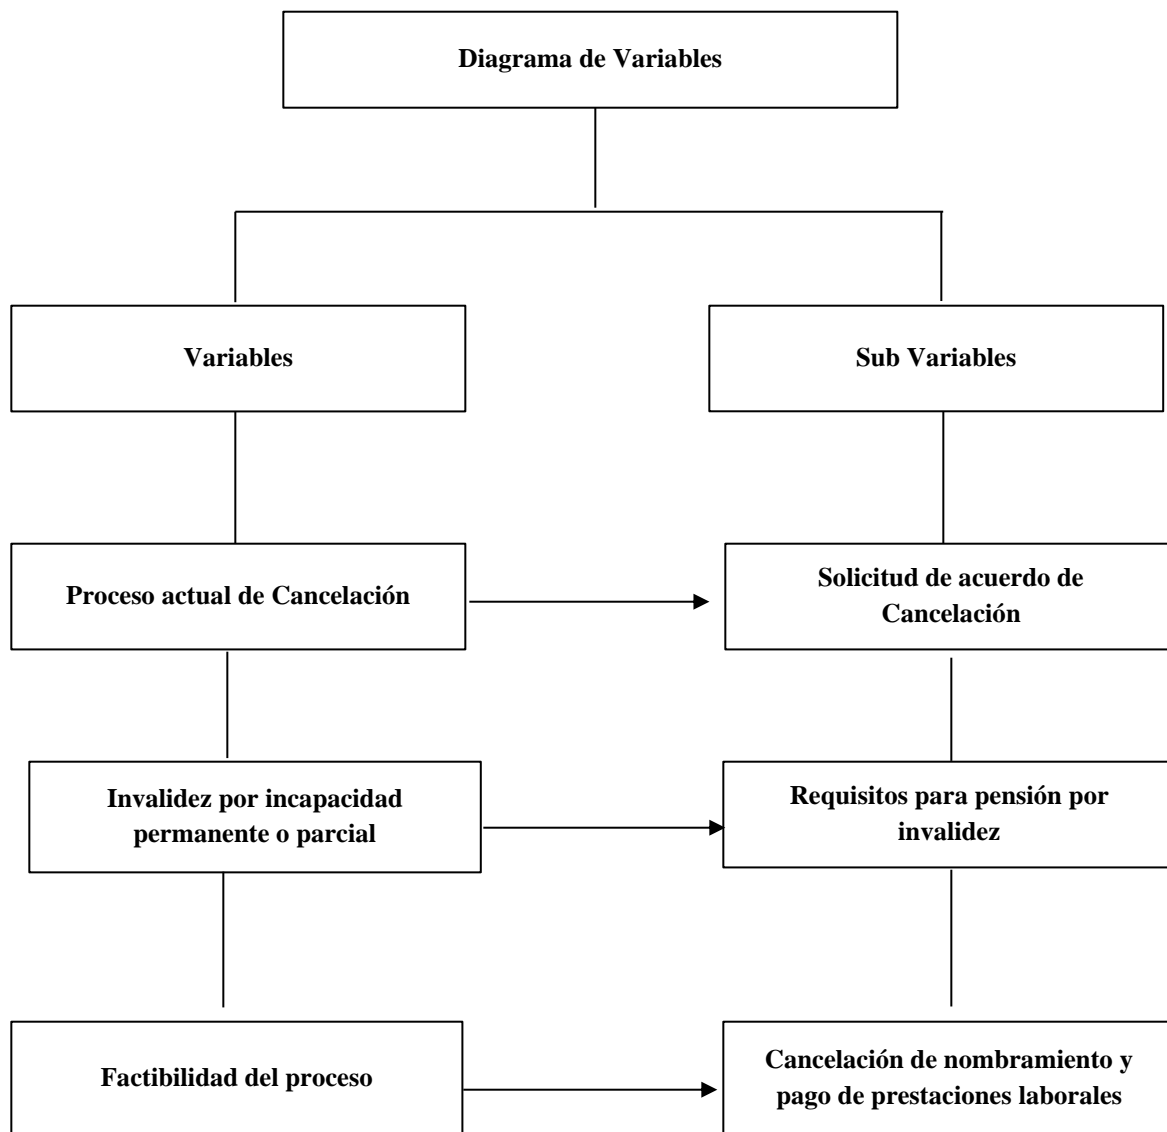 Diagrama de Variables
Variables
Sub Variables
Proceso actual de Cancelación
Solicitud de acuerdo de
Cancelación
Invalidez por incapacidad
permanente o parcial
Requisitos para pensión por
invalidez
Factibilidad del proceso
Cancelación de nombramiento y
pago de prestaciones laborales